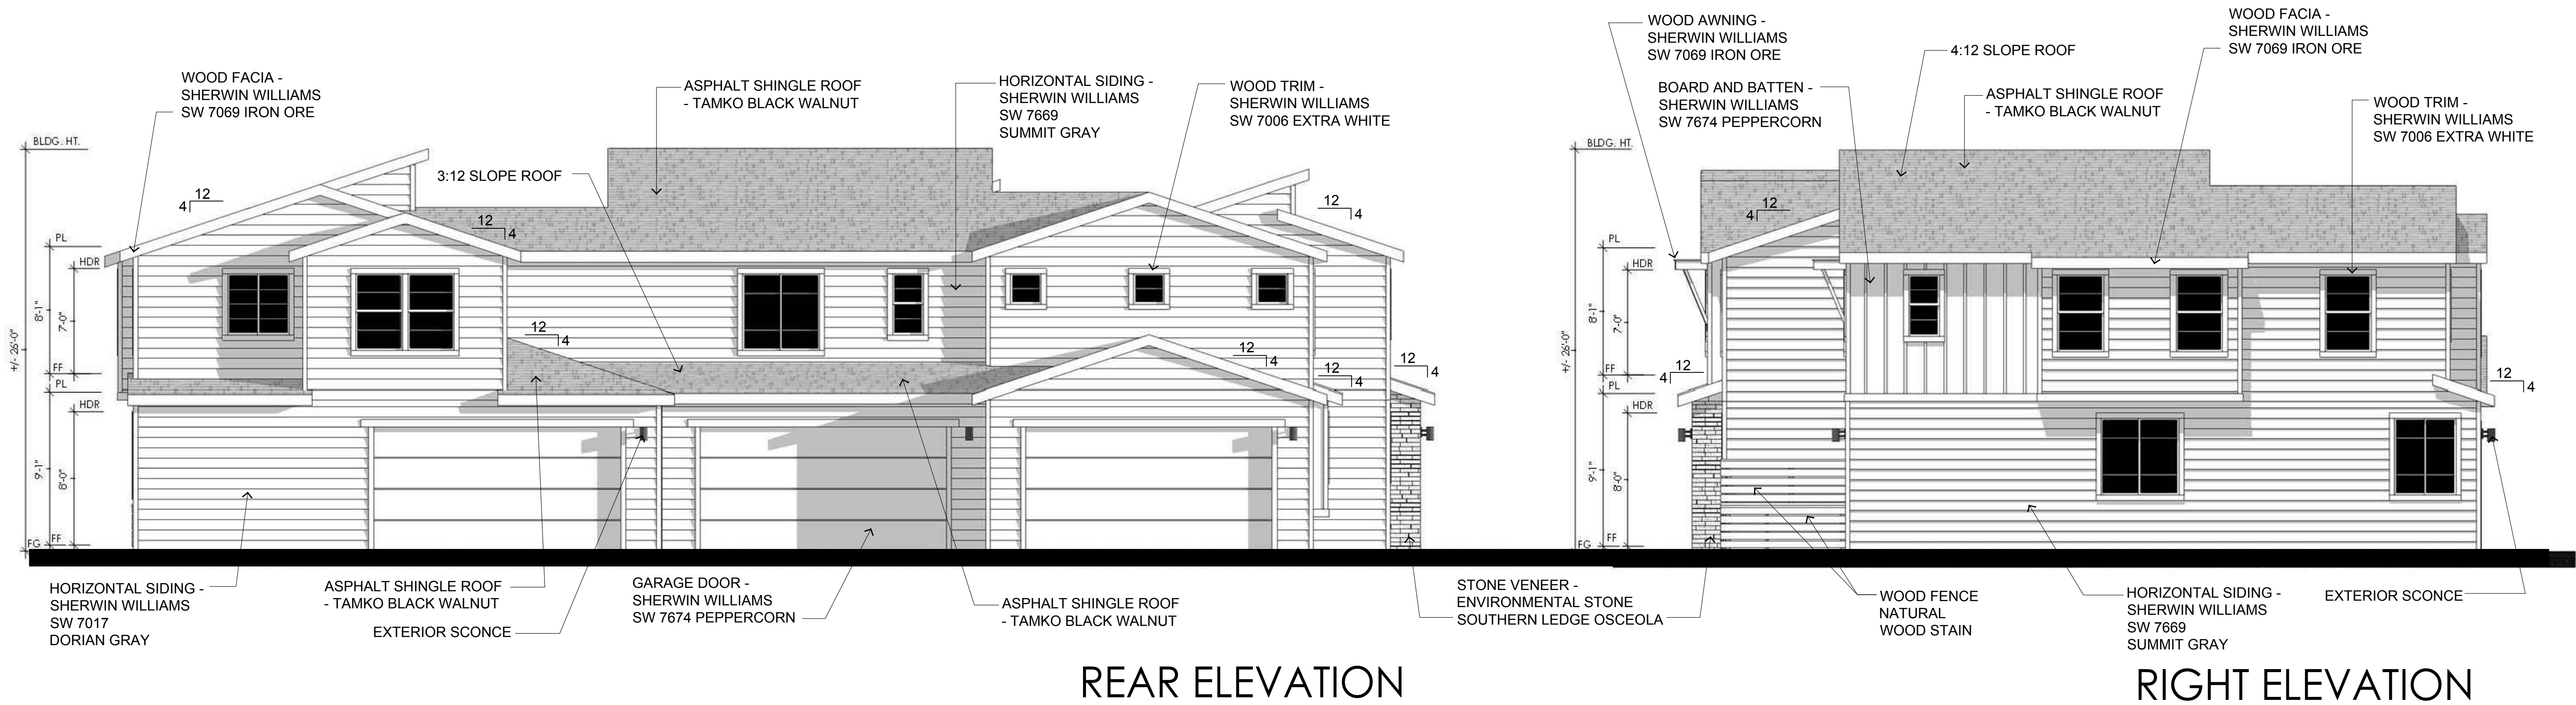 WOOD FACIA -
SHERWIN WILLIAMS
SW 7069 IRON ORE
ASPHALT SHINGLE ROOF
- TAMKO BLACK WALNUT
HORIZONTAL SIDING -
SHERWIN WILLIAMS
SW 7669
SUMMIT GRAY
WOOD TRIM -
SHERWIN WILLIAMS
SW 7006 EXTRA WHITE
3:12 SLOPE ROOF
BLDG. HT.
PL
HDR
FF
PL
HDR
FF
FG
+/- 26'-0"
8'-1"
7'-0"
9'-1"
8'-0"
12
4
12
4
12
4
12
4
12
4
12
4
12
4
HORIZONTAL SIDING -
SHERWIN WILLIAMS
SW 7017
DORIAN GRAY
ASPHALT SHINGLE ROOF
- TAMKO BLACK WALNUT
EXTERIOR SCONCE
GARAGE DOOR -
SHERWIN WILLIAMS
SW 7674 PEPPERCORN
ASPHALT SHINGLE ROOF
- TAMKO BLACK WALNUT
STONE VENEER -
ENVIRONMENTAL STONE
SOUTHERN LEDGE OSCEOLA
REAR ELEVATION
WOOD AWNING -
SHERWIN WILLIAMS
SW 7069 IRON ORE
BOARD AND BATTEN -
SHERWIN WILLIAMS
SW 7674 PEPPERCORN
4:12 SLOPE ROOF
ASPHALT SHINGLE ROOF
- TAMKO BLACK WALNUT
WOOD FACIA -
SHERWIN WILLIAMS
SW 7069 IRON ORE
WOOD TRIM -
SHERWIN WILLIAMS
SW 7006 EXTRA WHITE
BLDG. HT.
PL
HDR
FF
PL
HDR
FF
FG
+/- 26'-0"
8'-1"
7'-0"
9'-1"
8'-0"
12
4
12
4
12
4
WOOD FENCE
NATURAL
WOOD STAIN
HORIZONTAL SIDING -
SHERWIN WILLIAMS
SW 7669
SUMMIT GRAY
EXTERIOR SCONCE
RIGHT ELEVATION